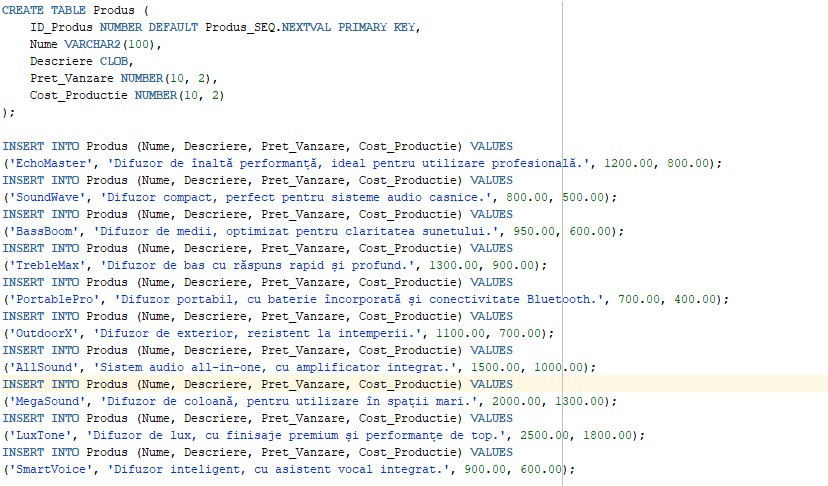 CREATE TABLE Produs (
    ID_Produs NUMBER DEFAULT Produs_SEQ.NEXTVAL PRIMARY KEY,
    Nume VARCHAR2(100),
    Descriere CLOB,
    Pret_Vanzare NUMBER(10, 2),
    Cost_Productie NUMBER(10, 2)
);

INSERT INTO Produs (Nume, Descriere, Pret_Vanzare, Cost_Productie) VALUES
('EchoMaster', 'Difuzor de înaltă performanță, ideal pentru utilizare profesională.', 1200.00, 800.00);
INSERT INTO Produs (Nume, Descriere, Pret_Vanzare, Cost_Productie) VALUES
('SoundWave', 'Difuzor compact, perfect pentru sisteme audio casnice.', 800.00, 500.00);
INSERT INTO Produs (Nume, Descriere, Pret_Vanzare, Cost_Productie) VALUES
('BassBoom', 'Difuzor de medii, optimizat pentru claritatea sunetului.', 950.00, 600.00);
INSERT INTO Produs (Nume, Descriere, Pret_Vanzare, Cost_Productie) VALUES
('TrebleMax', 'Difuzor de bas cu răspuns rapid și profund.', 1300.00, 900.00);
INSERT INTO Produs (Nume, Descriere, Pret_Vanzare, Cost_Productie) VALUES
('PortablePro', 'Difuzor portabil, cu baterie încorporată și conectivitate Bluetooth.', 700.00, 400.00);
INSERT INTO Produs (Nume, Descriere, Pret_Vanzare, Cost_Productie) VALUES
('OutdoorX', 'Difuzor de exterior, rezistent la intemperii.', 1100.00, 700.00);
INSERT INTO Produs (Nume, Descriere, Pret_Vanzare, Cost_Productie) VALUES
('AllSound', 'Sistem audio all-in-one, cu amplificator integrat.', 1500.00, 1000.00);
INSERT INTO Produs (Nume, Descriere, Pret_Vanzare, Cost_Productie) VALUES
('MegaSound', 'Difuzor de coloană, pentru utilizare în spații mari.', 2000.00, 1300.00);
INSERT INTO Produs (Nume, Descriere, Pret_Vanzare, Cost_Productie) VALUES
('LuxTone', 'Difuzor de lux, cu finisaje premium și performanțe de top.', 2500.00, 1800.00);
INSERT INTO Produs (Nume, Descriere, Pret_Vanzare, Cost_Productie) VALUES
('SmartVoice', 'Difuzor inteligent, cu asistent vocal integrat.', 900.00, 600.00);